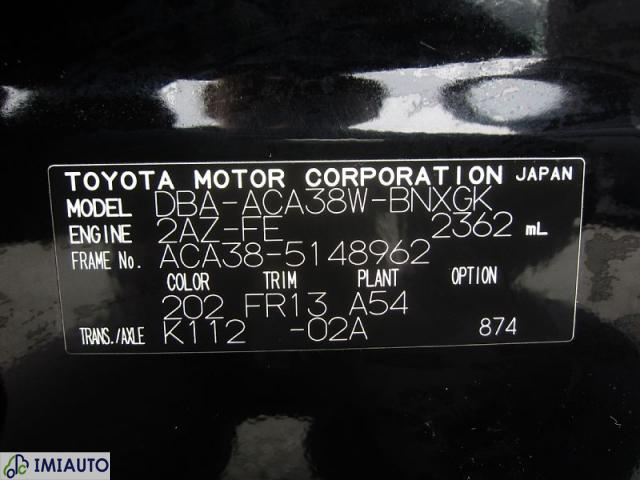 TOYOTA MOTOR CORPORATION JAPAN
MODEL DBA-ACA38W-BNXGK
ENGINE 2AZ-FE 2362 mL
FRAME No. ACA38-5148962
COLOR TRIM PLANT OPTION
202 FR13 A54
TRANS./AXLE K112 -02A 874
IMIAUTO